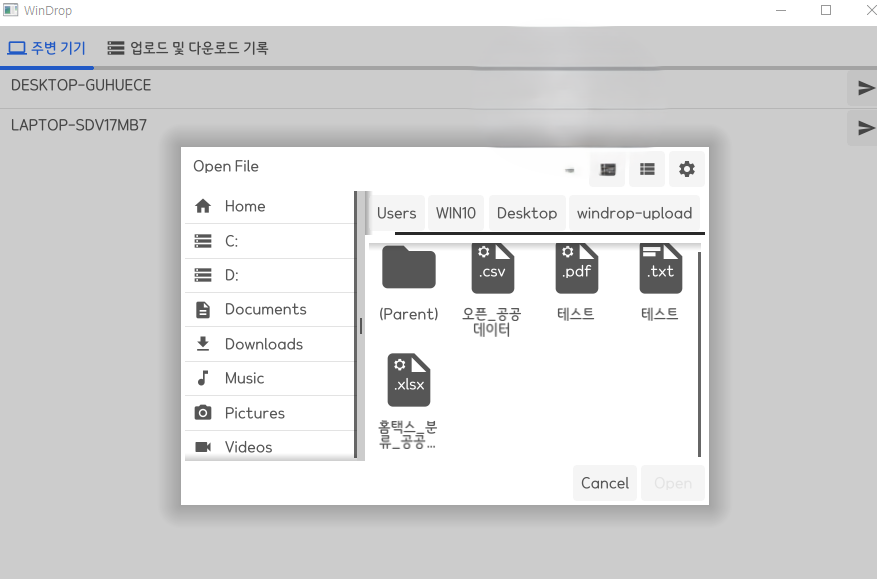 WinDrop
주변 기기
업로드 및 다운로드 기록
DESKTOP-GUHUECE
LAPTOP-SDV17MB7
Open File
Home
C:
D:
Documents
Downloads
Music
Pictures
Videos
Users
WIN10
Desktop
windrop-upload
.csv
.pdf
.txt
(Parent)
오픈_공공
데이터
테스트
테스트
.xlsx
홈택스_분
류_공공...
Cancel
Open